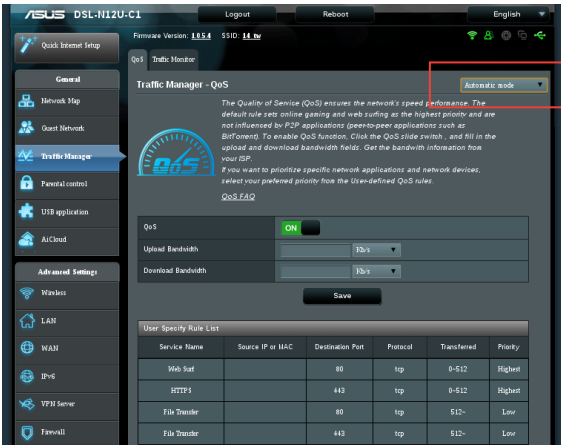 ASUS DSL-N12U-C1 Logout Reboot English
Quick Internet Setup
Firmware Version: 1.0.5.4 SSID: 14_tw
QoS Traffic Monitor
General
Network Map
Guest Network
Traffic Manager
Parental control
USB application
AiCloud
Advanced Settings
Wireless
LAN
WAN
IPv6
VPN Server
Firewall
Traffic Manager - QoS
Automatic mode
The Quality of Service (QoS) ensures the network's speed performance. The
default rule sets online gaming and web surfing as the highest priority and are
not influenced by P2P applications (peer-to-peer applications such as
BitTorrent). To enable QoS function, Click the QoS slide switch , and fill in the
upload and download bandwidth fields. Get the bandwith information from
your ISP.
If you want to prioritize specific network applications and network devices,
select your preferred priority from the User-defined QoS rules.
QoS FAQ
QoS
QoS ON
Upload Bandwidth Kb/s
Download Bandwidth Kb/s
Save
User Specify Rule List
Service Name Source IP or MAC Destination Port Protocol Transferred Priority
Web Surf 80 tcp 0~512 Highest
HTTPS 443 tcp 0~512 Highest
File Transfer 80 tcp 512~ Low
File Transfer 443 tcp 512~ Low